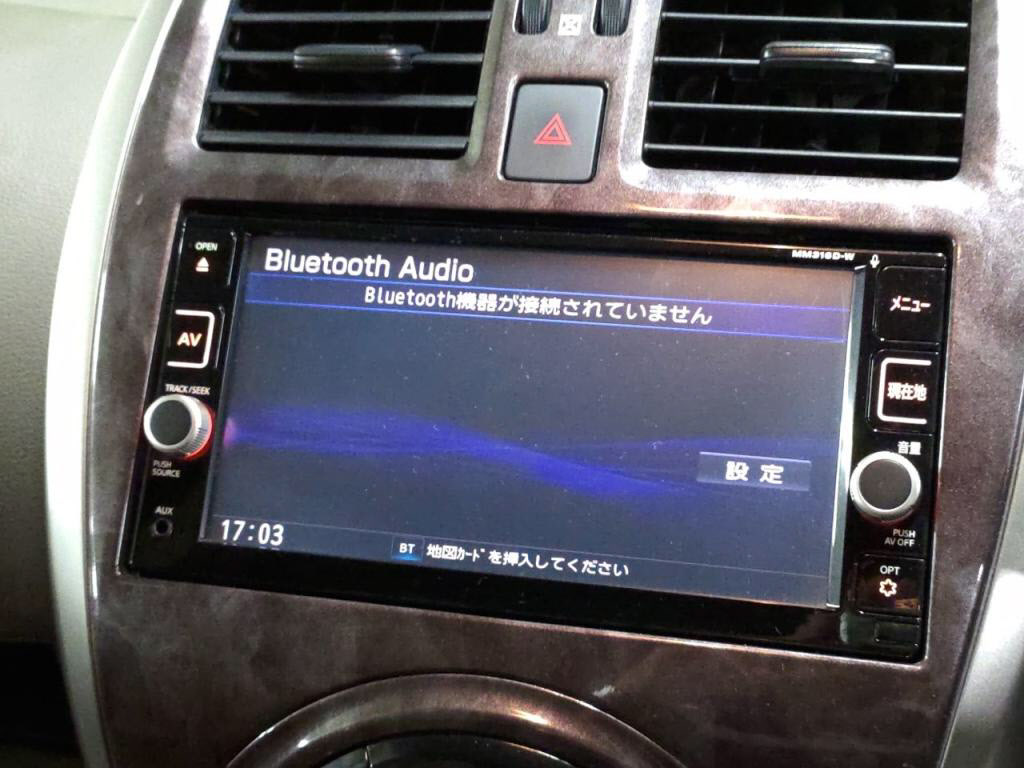 OPEN
AV
TRACK/SEEK
PUSH
SOURCE
AUX
Bluetooth Audio
Bluetooth機器が接続されていません
設定
17:03
BT 地図ｶｰﾄﾞを挿入してください
MM316D-W
メニュー
現在地
音量
PUSH
AV OFF
OPT